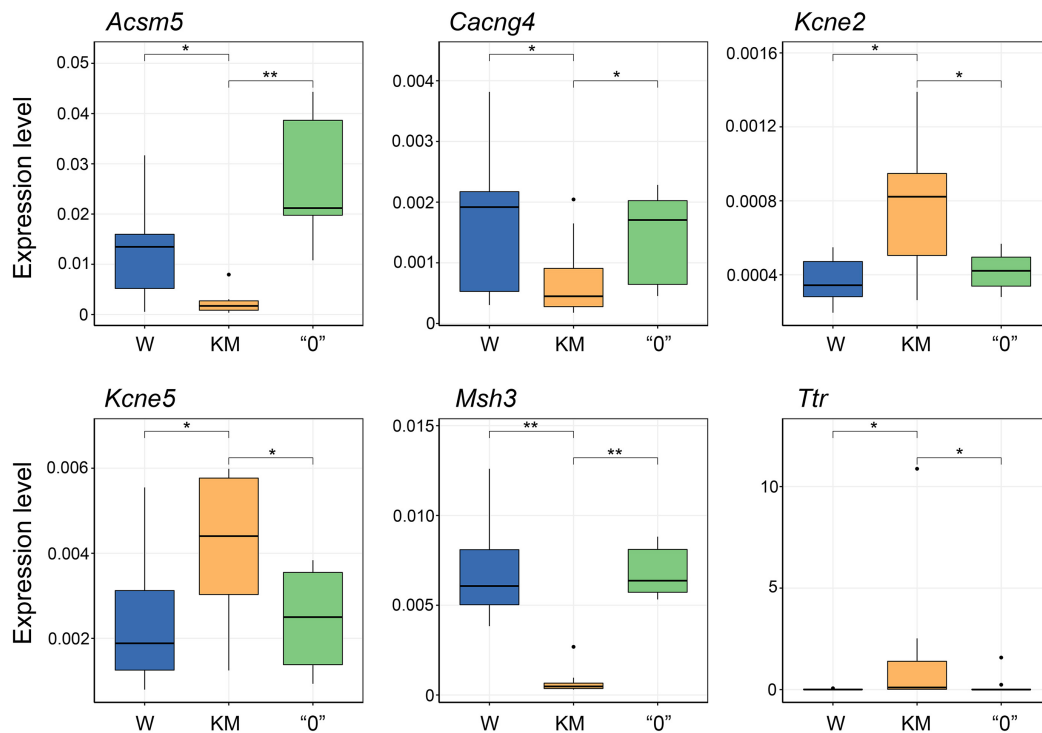 Acsm5
Cacng4
Kcne2
Expression level
0.05
0.04
0.03
0.02
0.01
0
* **
W KM “0”
0.004
0.003
0.002
0.001
0
* *
W KM “0”
0.0016
0.0012
0.0008
0.0004
* *
W KM “0”
Kcne5
Msh3
Ttr
Expression level
0.006
0.004
0.002
* *
W KM “0”
0.015
0.010
0.005
0
** **
W KM “0”
10
5
0
* *
W KM “0”